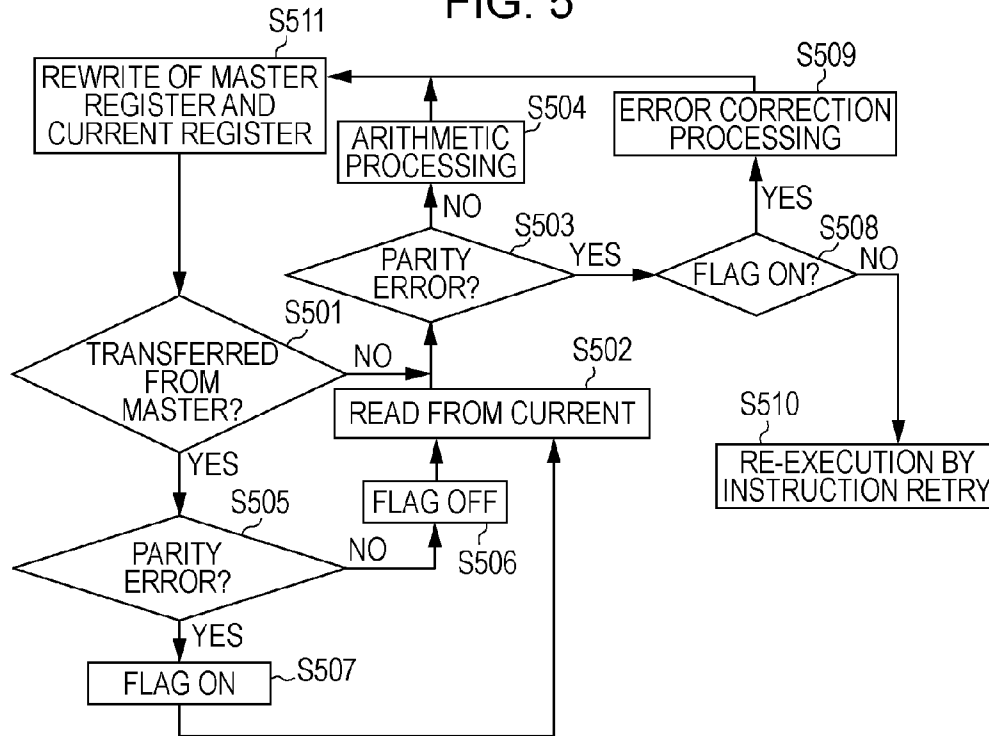 FIG. 5
S511
REWRITE OF MASTER
REGISTER AND
CURRENT REGISTER
S509
ERROR CORRECTION
PROCESSING
S504
ARITHMETIC
PROCESSING
NO
YES
S503
PARITY
ERROR?
YES
S508
FLAG ON?
NO
S501
TRANSFERRED
FROM
MASTER?
NO
S502
READ FROM CURRENT
S510
RE-EXECUTION BY
INSTRUCTION RETRY
YES
S505
PARITY
ERROR?
NO
FLAG OFF
S506
YES
FLAG ON
S507